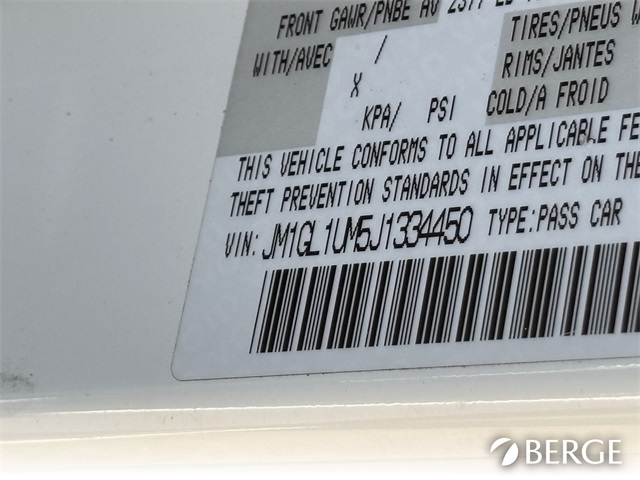 FRONT GAWR/PNBE AV
TIRES/PNEUS
WITH/AVEC /
RIMS/JANTES
X
COLD/A FROID
KPA/ PSI
THIS VEHICLE CONFORMS TO ALL APPLICABLE FE
THEFT PREVENTION STANDARDS IN EFFECT ON THE
VIN: JM1GL1UM5J1334450 TYPE:PASS CAR
BERGE